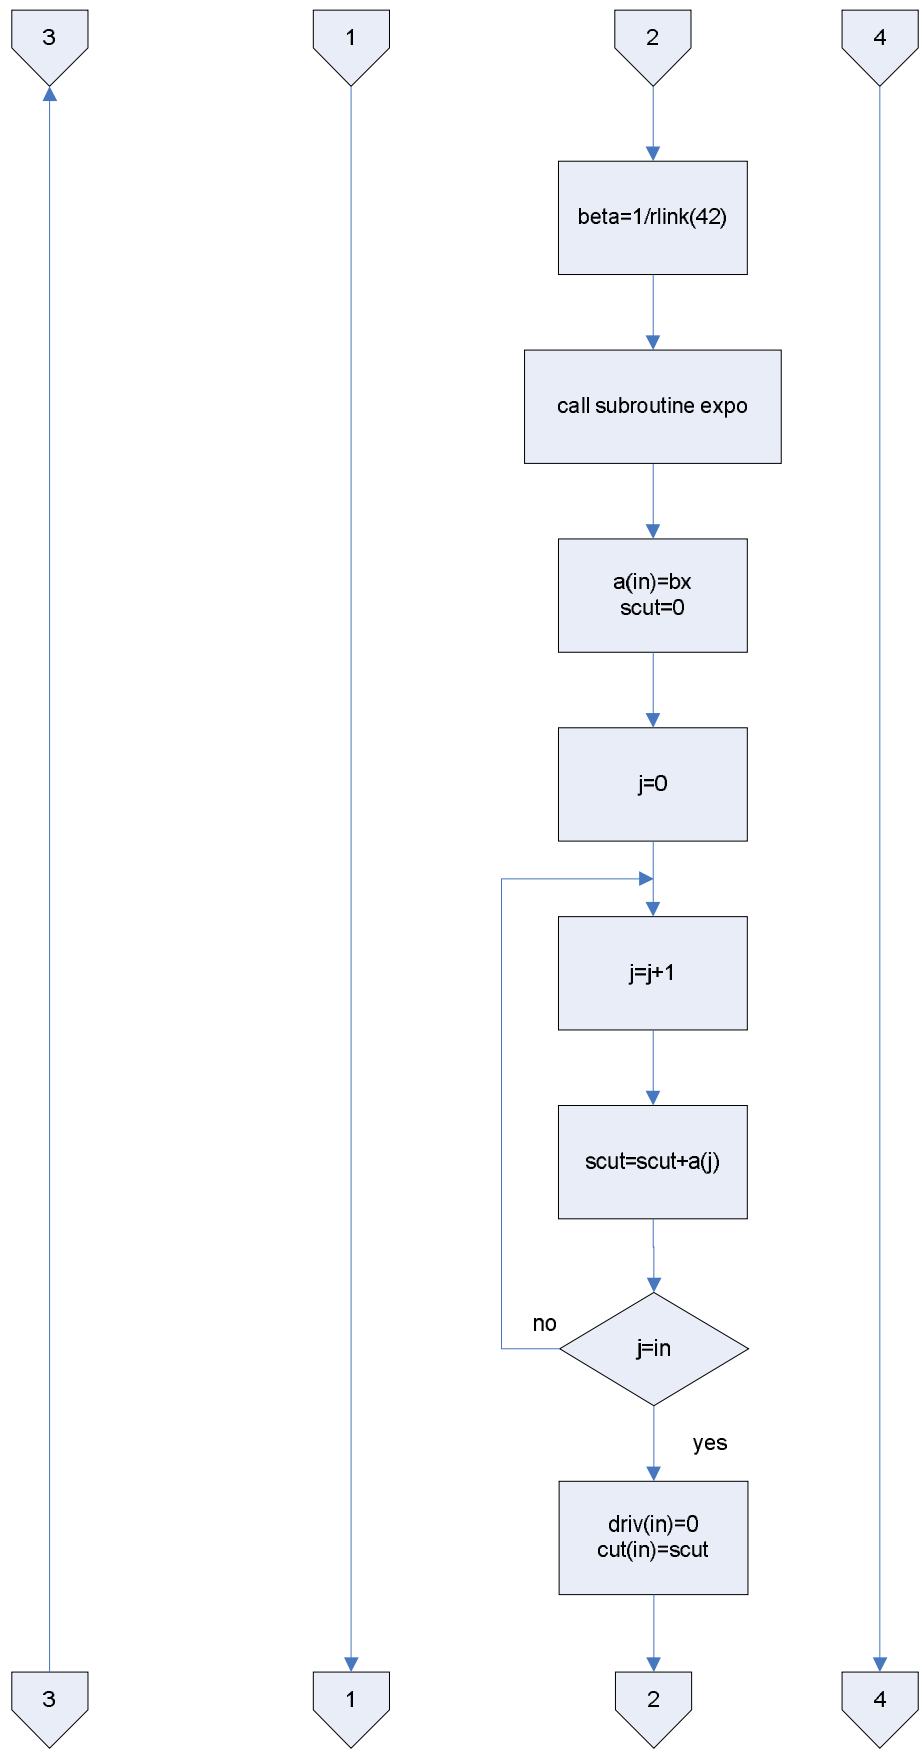 3
1
2
4
beta=1/rlink(42)
call subroutine expo
a(in)=bx
scut=0
j=0
j=j+1
scut=scut+a(j)
no
j=in
yes
driv(in)=0
cut(in)=scut
3
1
2
4